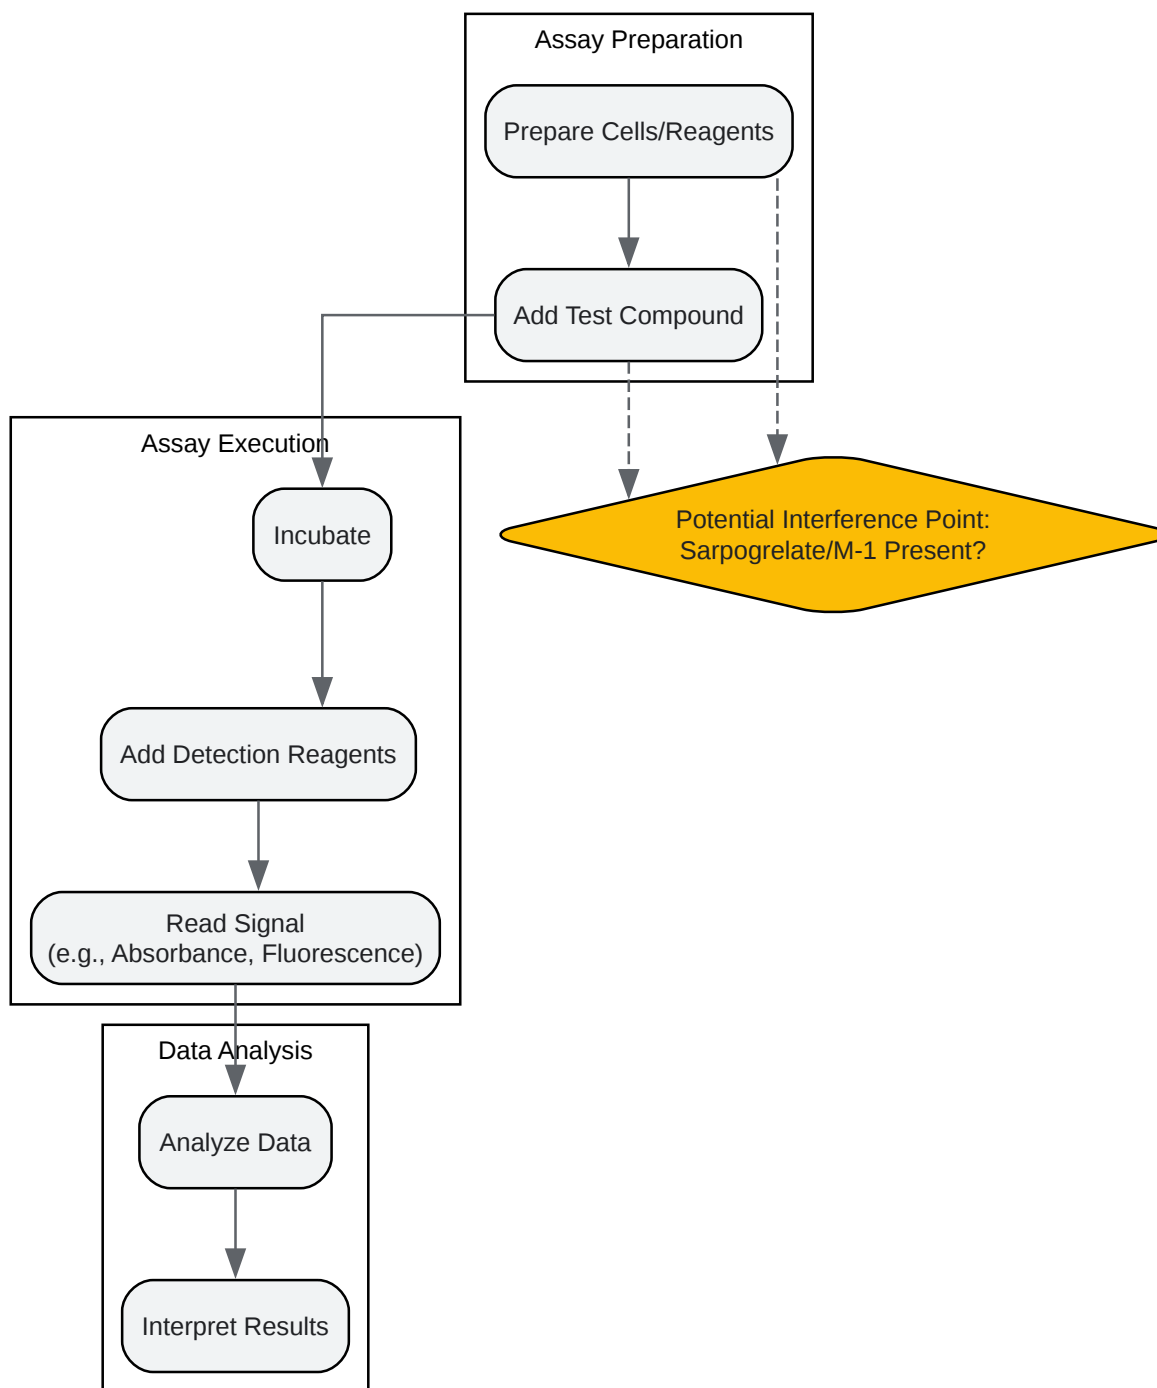 Assay Preparation
Prepare Cells/Reagents
Add Test Compound
Assay Execution
Incubate
Potential Interference Point:
Sarpogrelate/M-1 Present?
Add Detection Reagents
Read Signal
(e.g., Absorbance, Fluorescence)
Data Analysis
Analyze Data
Interpret Results